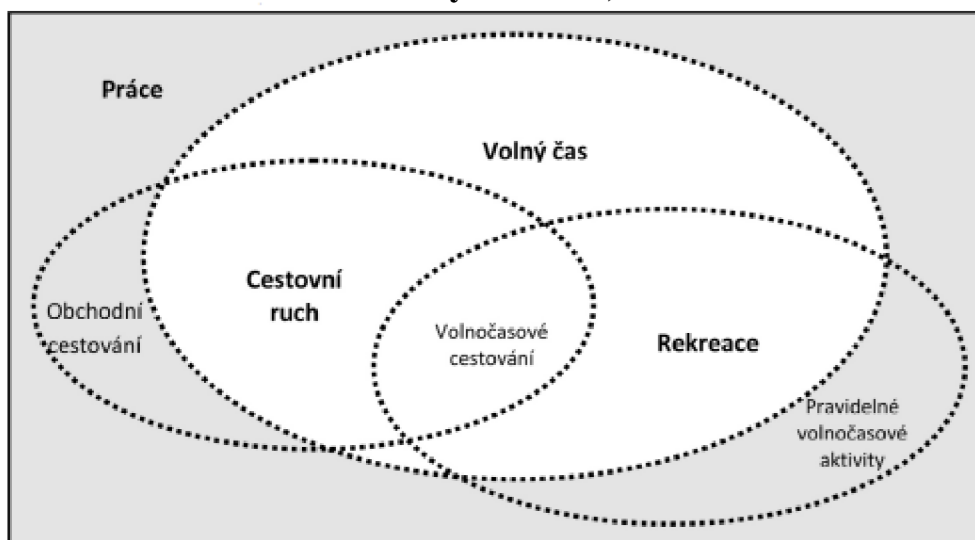 Práce
Volný čas
Cestovní
ruch
Obchodní
cestování
Volnočasové
cestování
Rekreace
Pravidelné
volnočasové
aktivity